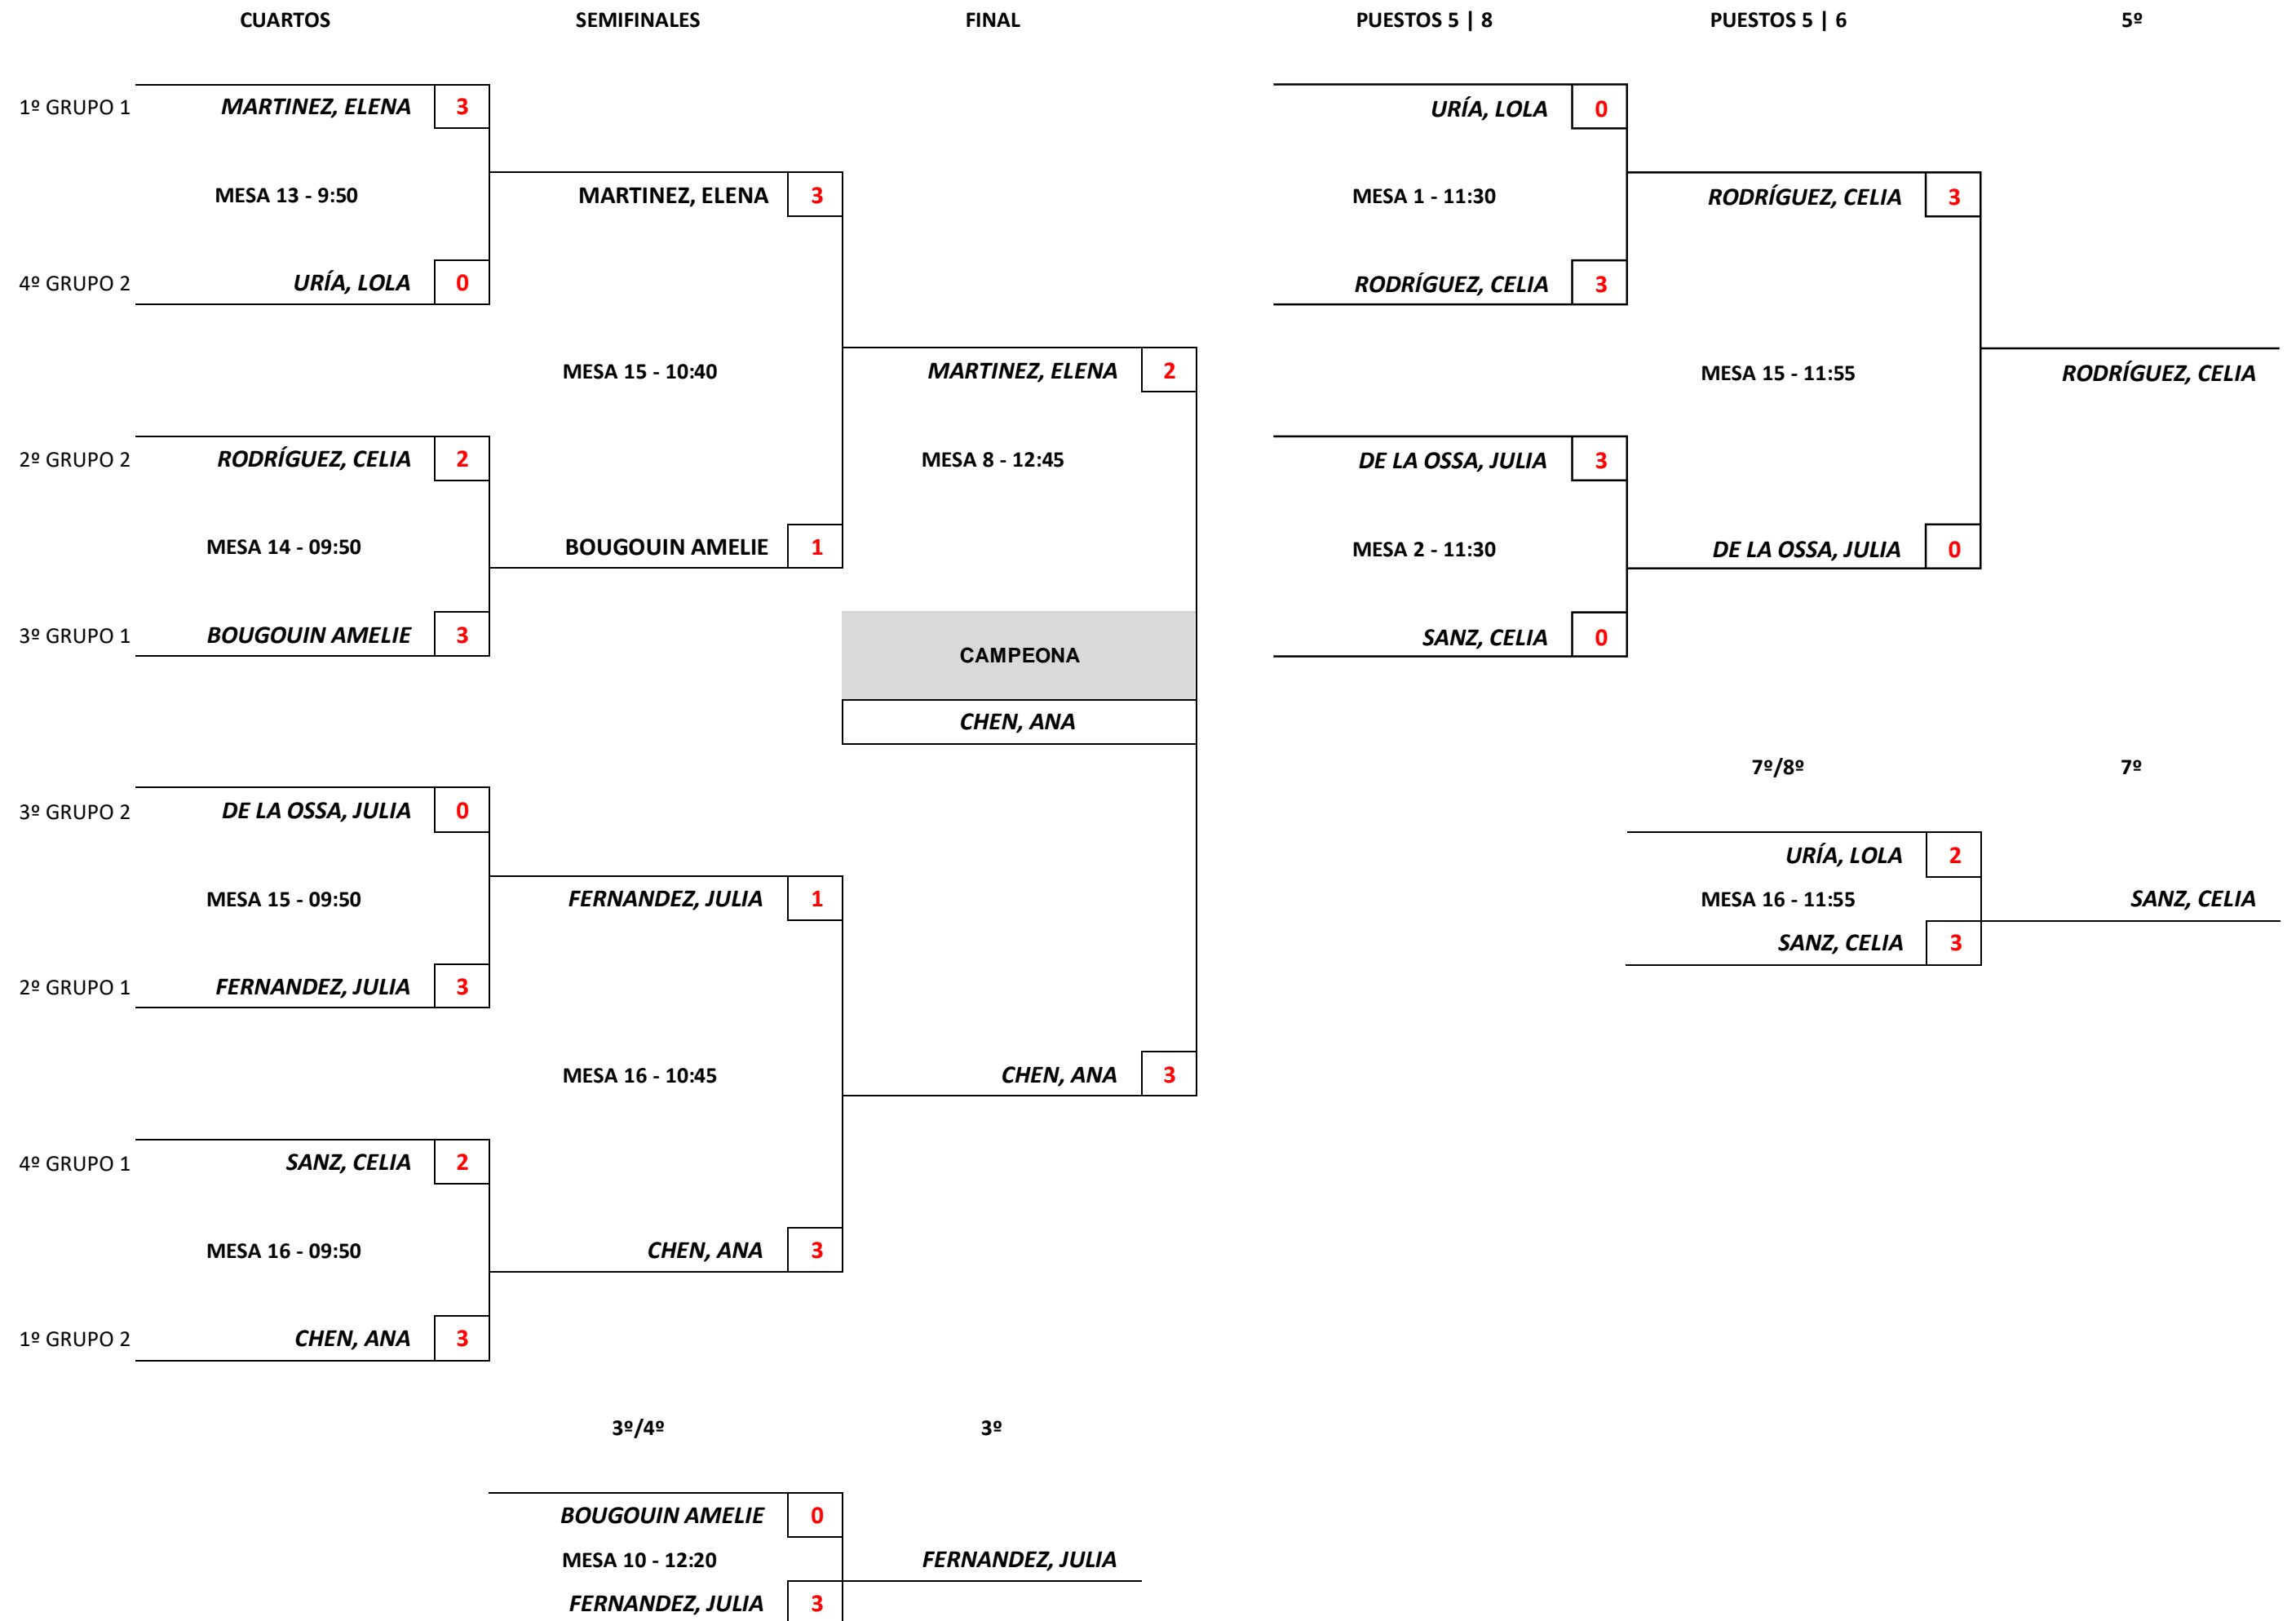 CUARTOS SEMIFINALES FINAL PUESTOS 5 | 8 PUESTOS 5 | 6 5º
1º GRUPO 1 MARTINEZ, ELENA 3 URÍA, LOLA 0
MESA 13 - 9:50 MARTINEZ, ELENA 3 MESA 1 - 11:30 RODRÍGUEZ, CELIA 3
4º GRUPO 2 URÍA, LOLA 0 RODRÍGUEZ, CELIA 3
MESA 15 - 10:40 MARTINEZ, ELENA 2 MESA 15 - 11:55 RODRÍGUEZ, CELIA
2º GRUPO 2 RODRÍGUEZ, CELIA 2 MESA 8 - 12:45 DE LA OSSA, JULIA 3
MESA 14 - 09:50 BOUGOUIN AMELIE 1 MESA 2 - 11:30 DE LA OSSA, JULIA 0
3º GRUPO 1 BOUGOUIN AMELIE 3 SANZ, CELIA 0
CAMPEONA
CHEN, ANA
7º/8º 7º
3º GRUPO 2 DE LA OSSA, JULIA 0
URÍA, LOLA 2
MESA 15 - 09:50 FERNANDEZ, JULIA 1 MESA 16 - 11:55 SANZ, CELIA
SANZ, CELIA 3
2º GRUPO 1 FERNANDEZ, JULIA 3
MESA 16 - 10:45 CHEN, ANA 3
4º GRUPO 1 SANZ, CELIA 2
MESA 16 - 09:50 CHEN, ANA 3
1º GRUPO 2 CHEN, ANA 3
3º/4º 3º
BOUGOUIN AMELIE 0
MESA 10 - 12:20 FERNANDEZ, JULIA
FERNANDEZ, JULIA 3